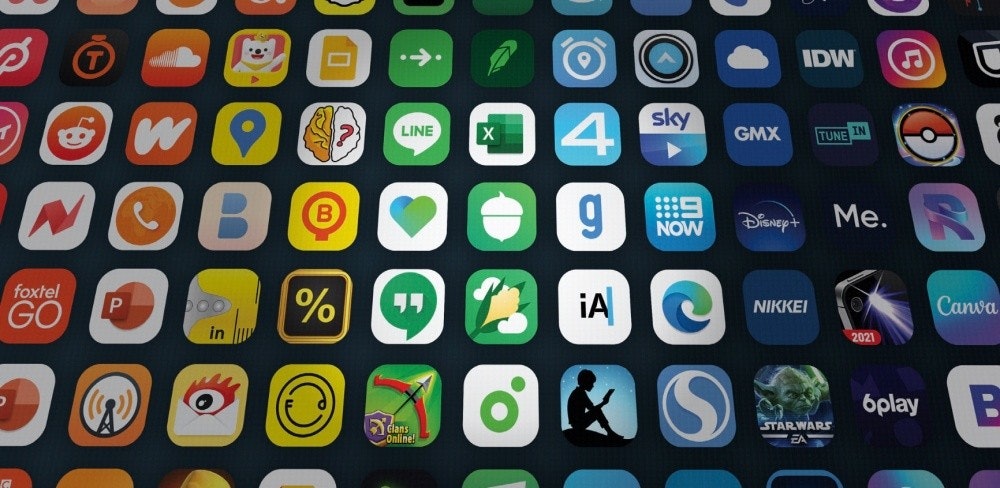 T
IDW
T
LINE
X
4
sky
GMX
TUNE IN
?
B
B
g
9
NOW
Disney+
Me.
R
foxtel
GO
P
in
%
iA
NIKKEI
2021
Canva
P
F
Clans
Online!
S
STAR WARS
EA
6play
B